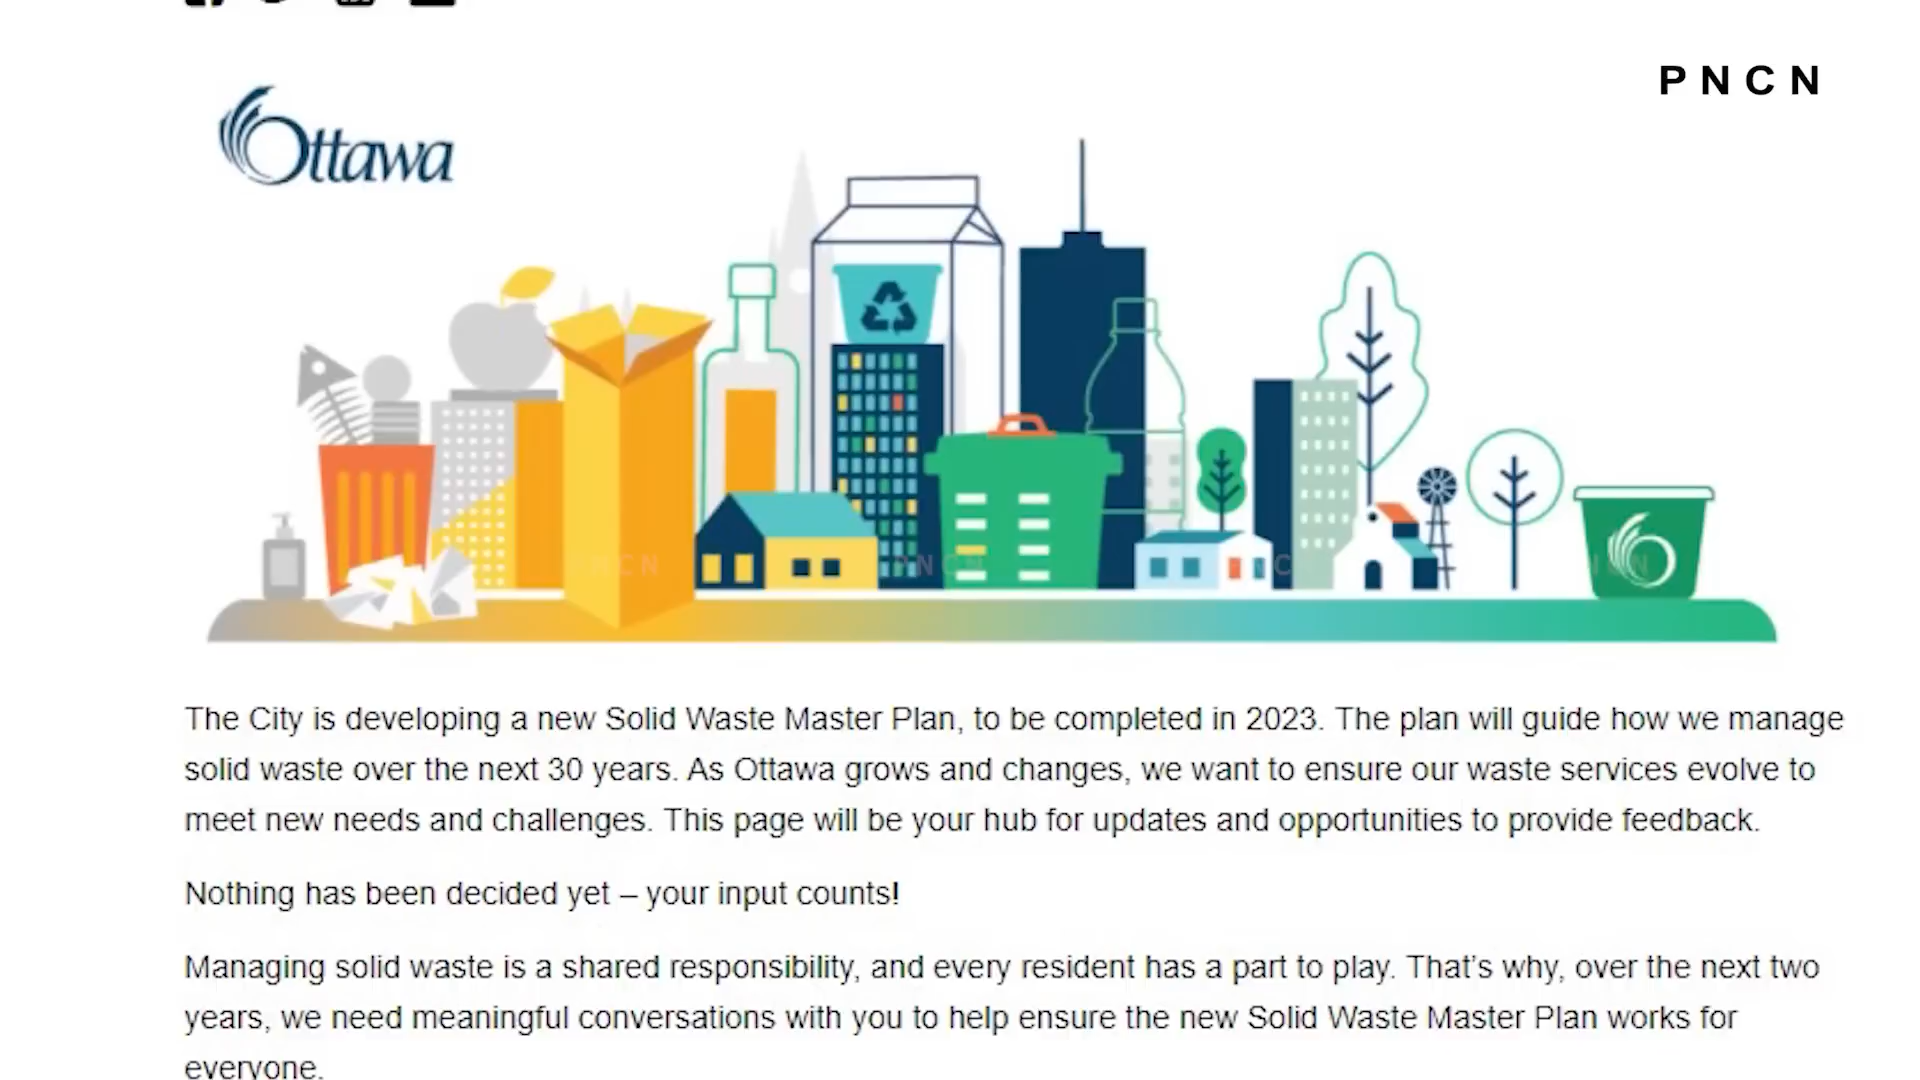 PNCN
Ottawa
The City is developing a new Solid Waste Master Plan, to be completed in 2023. The plan will guide how we manage
solid waste over the next 30 years. As Ottawa grows and changes, we want to ensure our waste services evolve to
meet new needs and challenges. This page will be your hub for updates and opportunities to provide feedback.
Nothing has been decided yet – your input counts!
Managing solid waste is a shared responsibility, and every resident has a part to play. That’s why, over the next two
years, we need meaningful conversations with you to help ensure the new Solid Waste Master Plan works for
everyone.